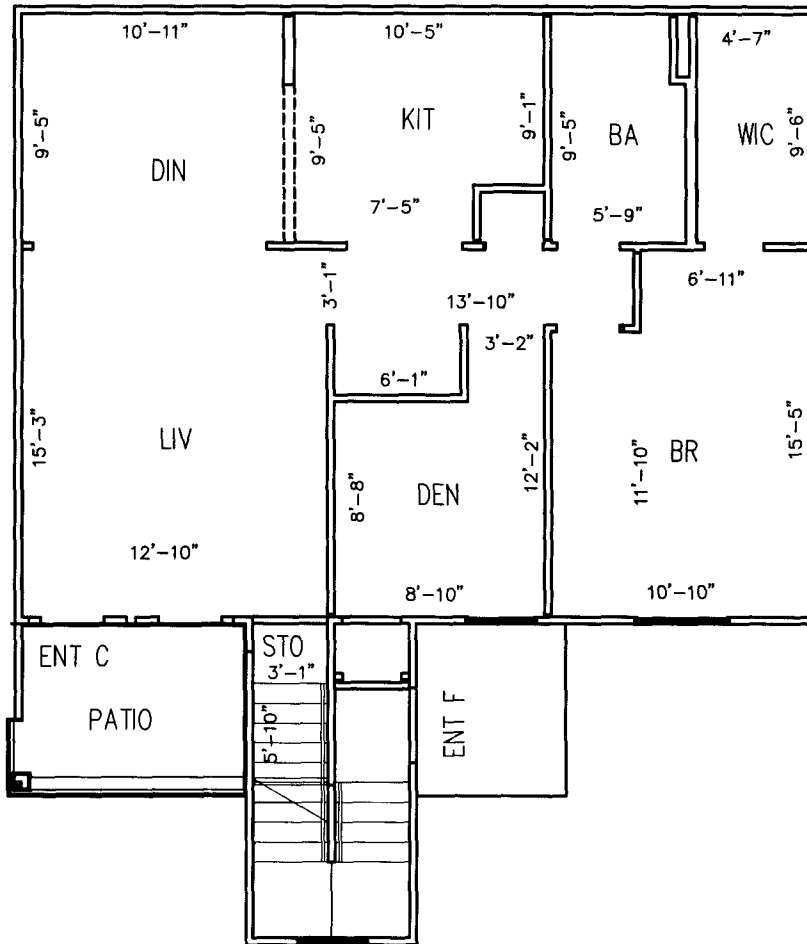 10'-11"
10'-5"
4'-7"
9'-5"
DIN
9'-5"
KIT
9'-1"
9'-5"
BA
WIC
9'-6"
7'-5"
5'-9"
3'-1"
13'-10"
6'-11"
3'-2"
6'-1"
15'-3"
LIV
8'-8"
DEN
12'-2"
11'-10"
BR
15'-5"
12'-10"
8'-10"
10'-10"
ENT C
STO
3'-1"
PATIO
5'-10"
ENT F